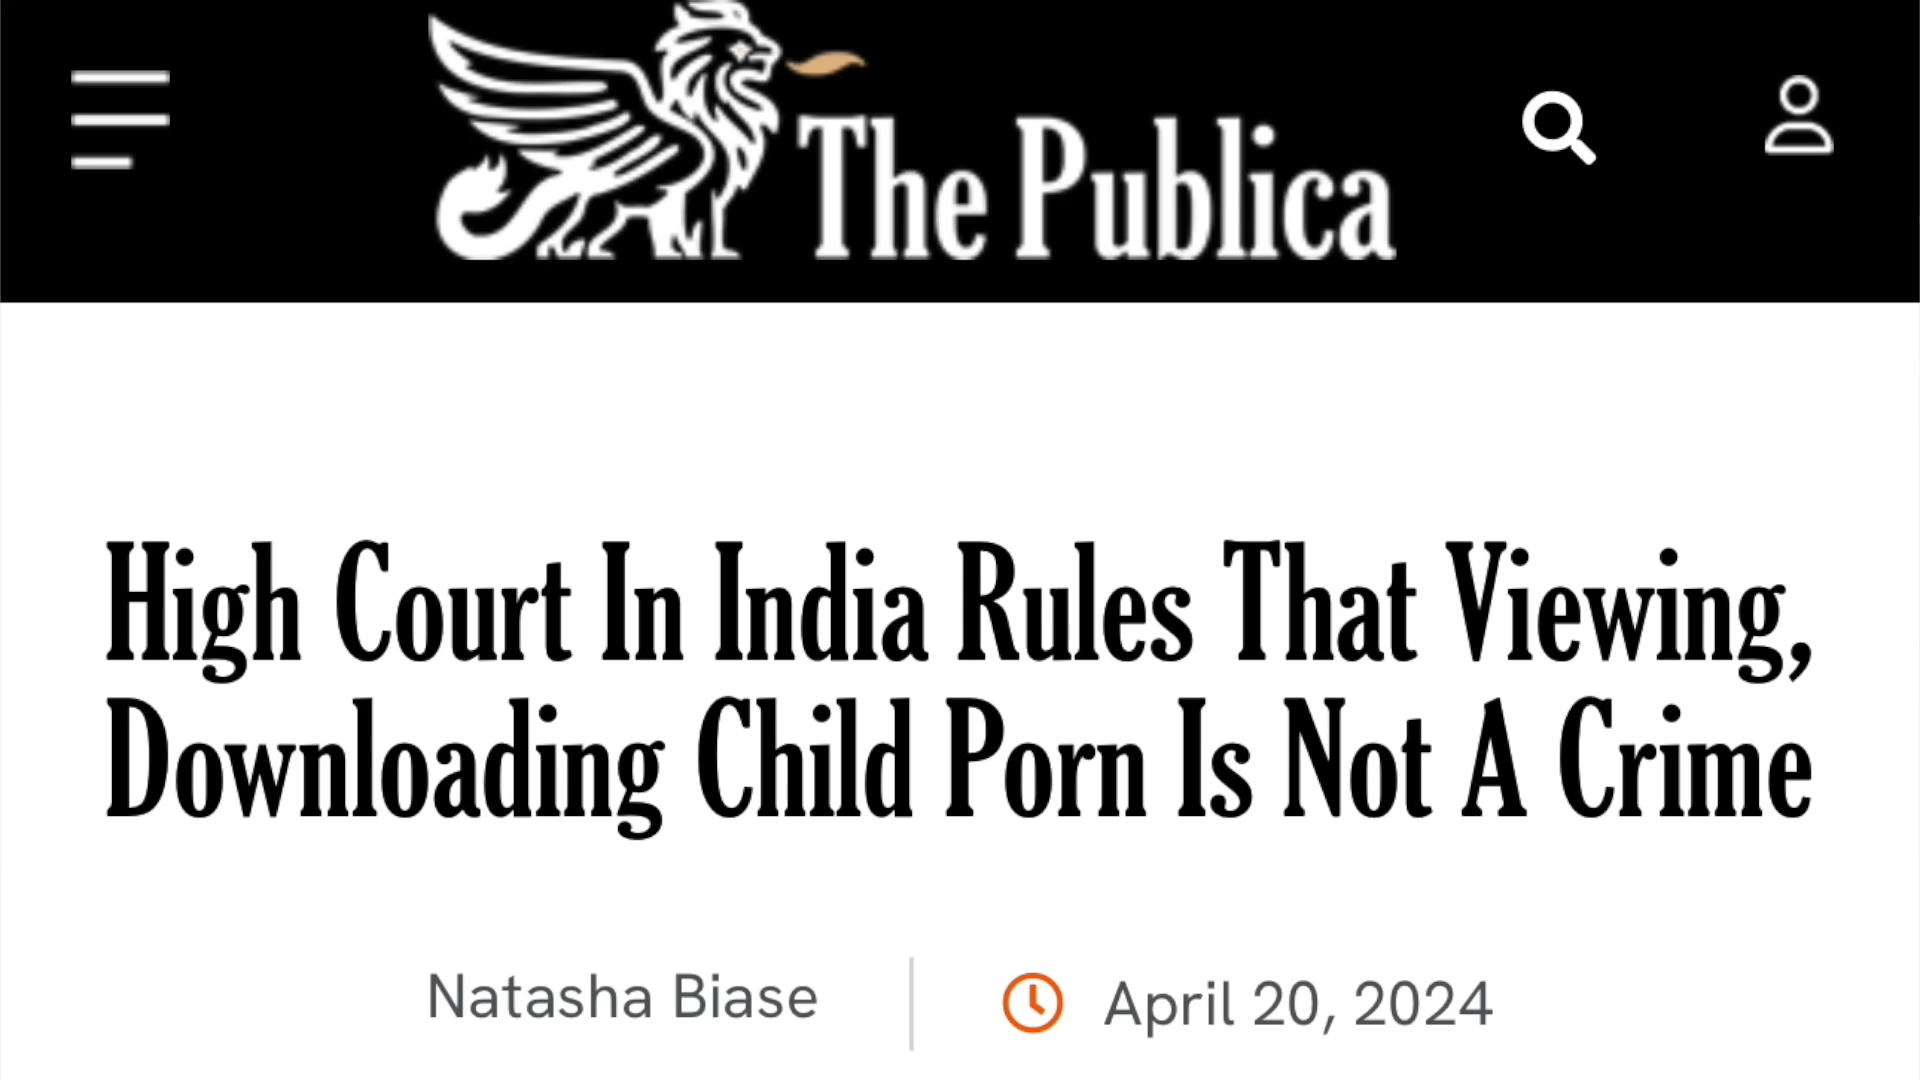 The Publica
High Court In India Rules That Viewing,
Downloading Child Porn Is Not A Crime
Natasha Biase
April 20, 2024